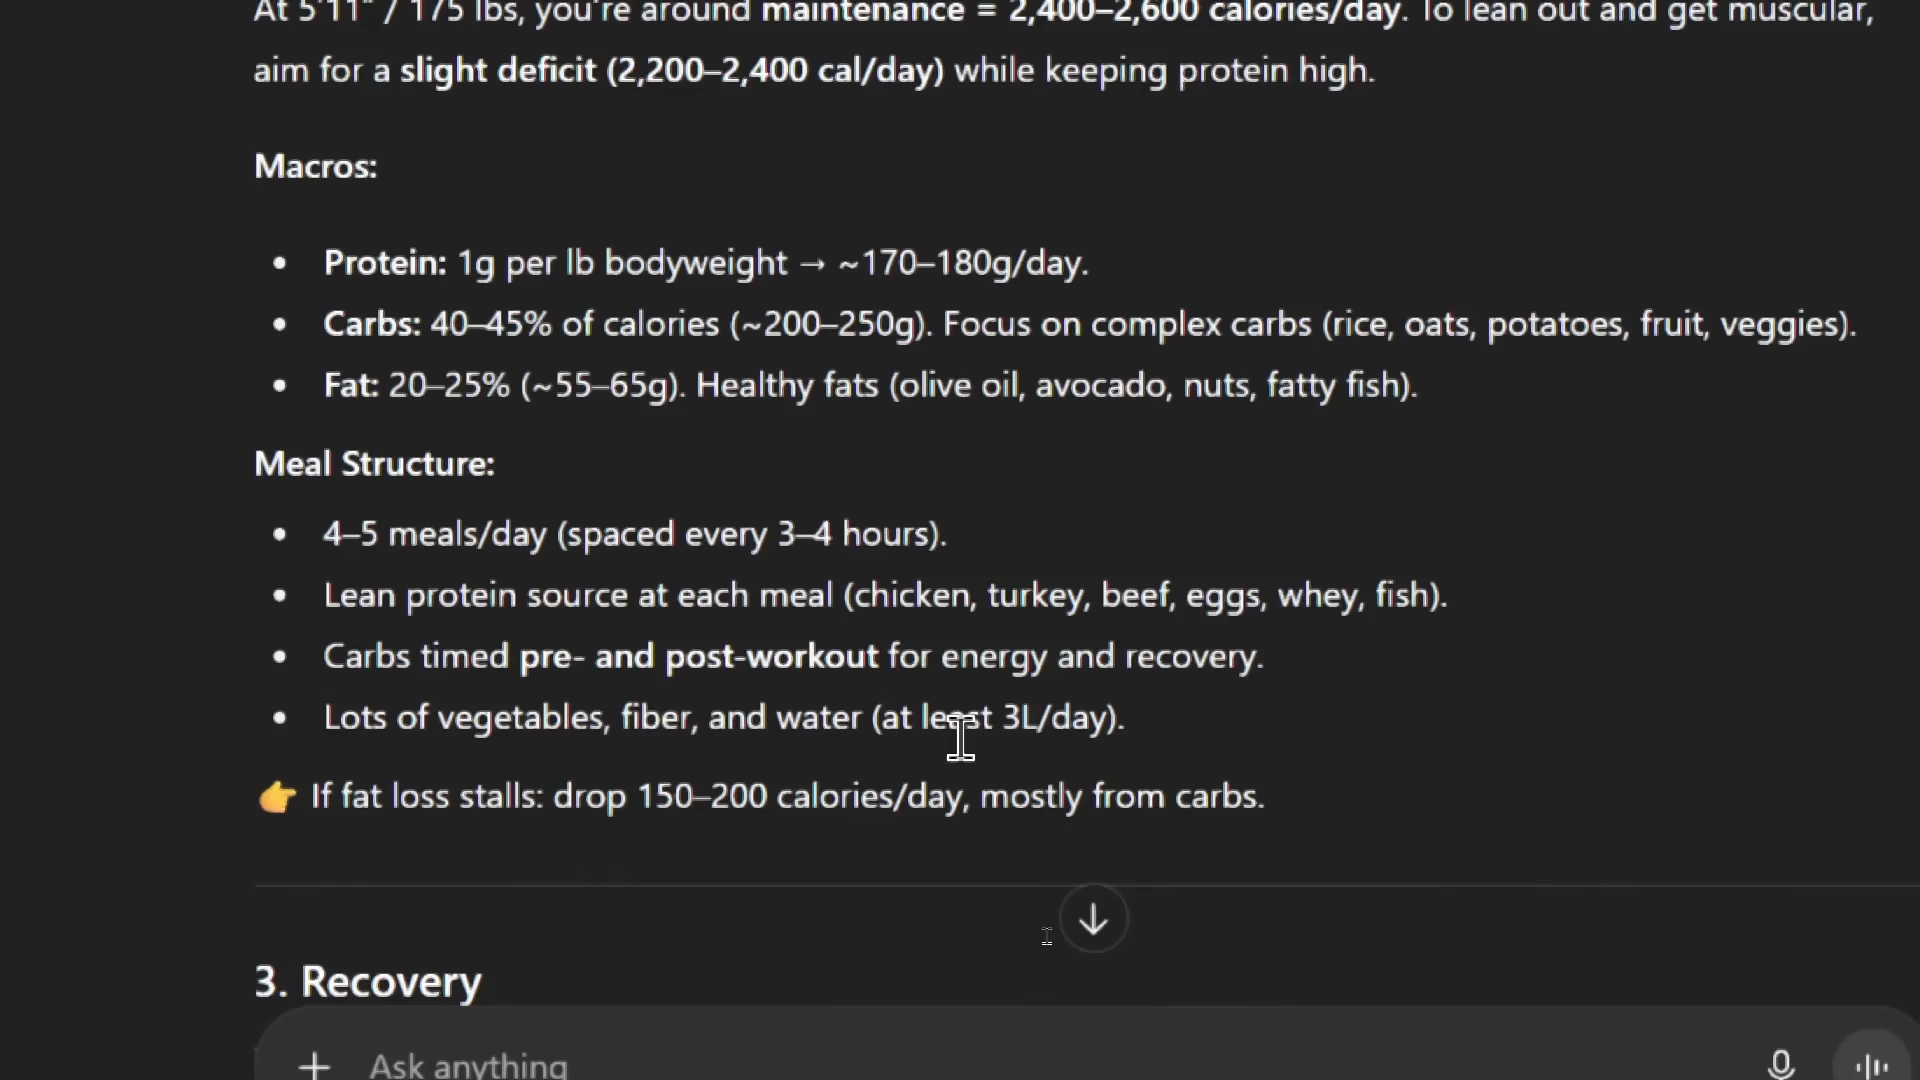 At 5'11" / 175 lbs, you're around maintenance = 2,400–2,600 calories/day. To lean out and get muscular,
aim for a slight deficit (2,200–2,400 cal/day) while keeping protein high.
Macros:
• Protein: 1g per lb bodyweight → ~170–180g/day.
• Carbs: 40–45% of calories (~200–250g). Focus on complex carbs (rice, oats, potatoes, fruit, veggies).
• Fat: 20–25% (~55–65g). Healthy fats (olive oil, avocado, nuts, fatty fish).
Meal Structure:
• 4–5 meals/day (spaced every 3–4 hours).
• Lean protein source at each meal (chicken, turkey, beef, eggs, whey, fish).
• Carbs timed pre- and post-workout for energy and recovery.
• Lots of vegetables, fiber, and water (at least 3L/day).
👉 If fat loss stalls: drop 150–200 calories/day, mostly from carbs.
3. Recovery
Ask anything